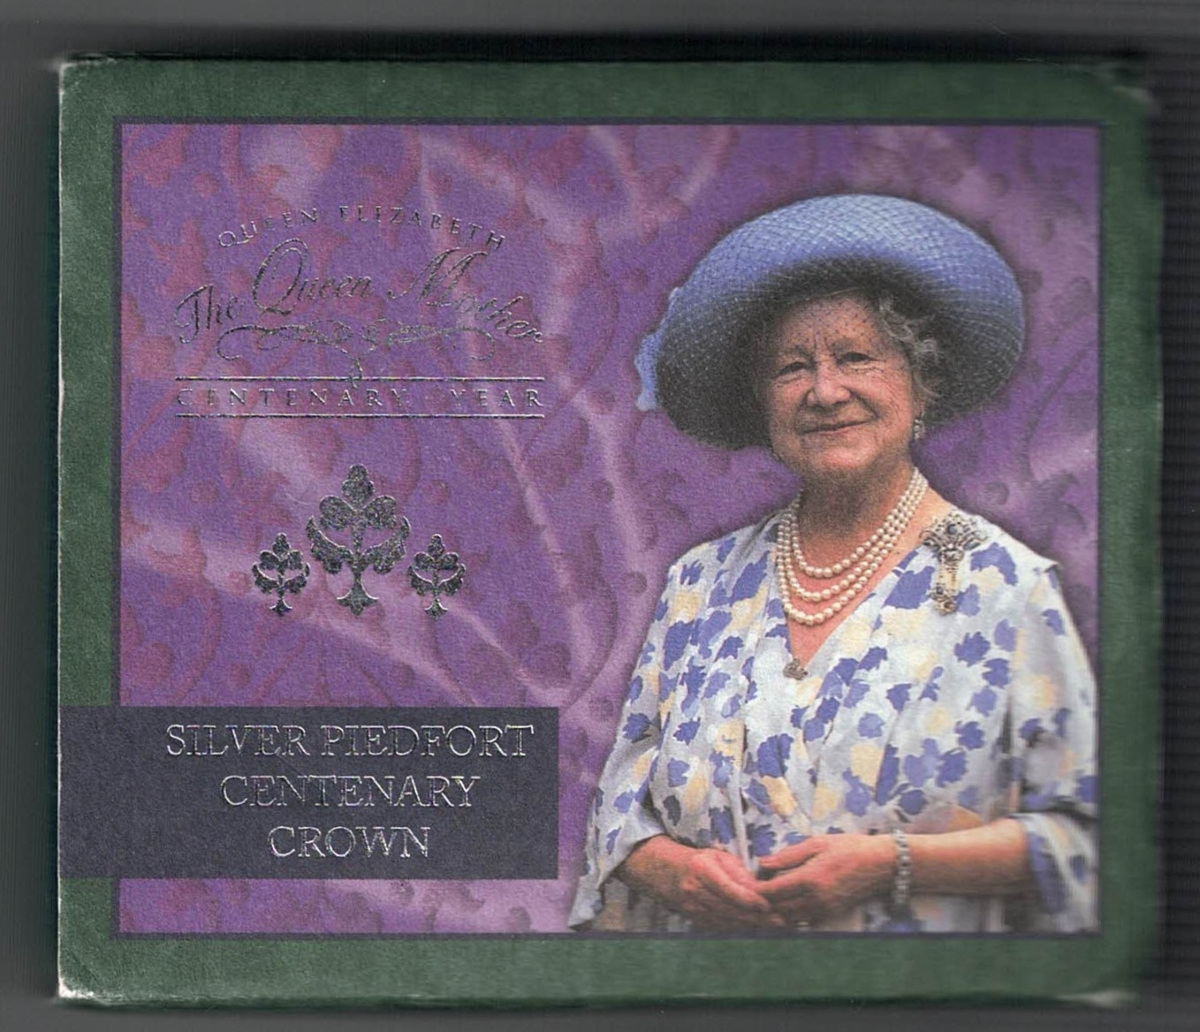 QUEEN ELIZABETH
The Queen Mother
CENTENARY YEAR
SILVER PIEDFORT
CENTENARY
CROWN